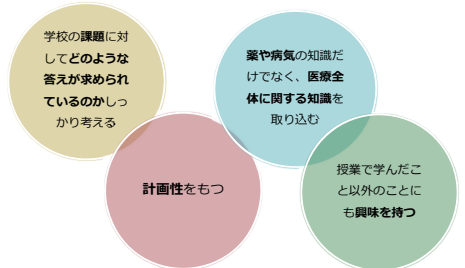 学校の課題に対
してどのような
答えが求められ
ているのかしっ
かり考える
薬や病気の知識だ
けでなく、医療全
体に関する知識を
取り込む
計画性をもつ
授業で学んだこ
と以外のことに
も興味を持つ